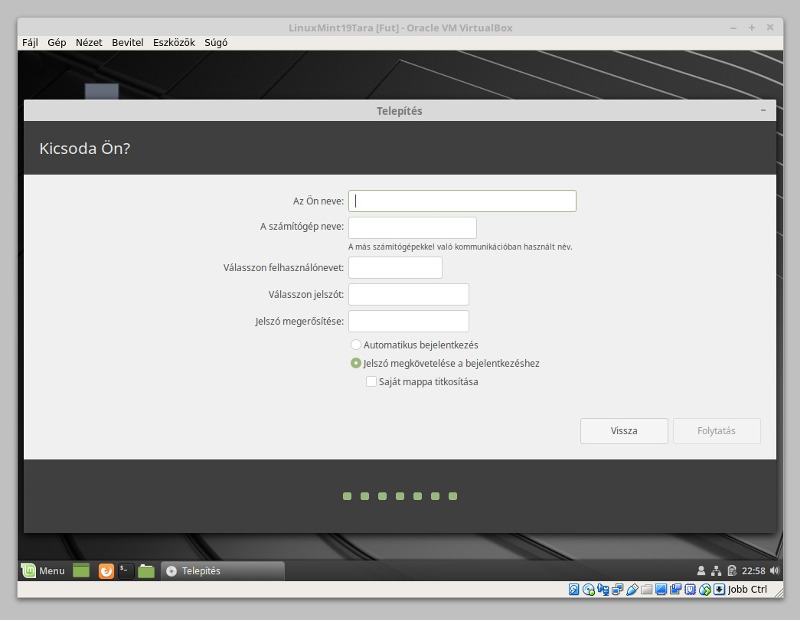 LinuxMint19Tara [Fut] - Oracle VM VirtualBox
Fájl Gép Nézet Bevitel Eszközök Súgó
Telepítés
Kicsoda Ön?
Az Ön neve:
A számítógép neve:
A más számítógépekkel való kommunikációban használt név.
Válasszon felhasználónevet:
Válasszon jelszót:
Jelszó megerősítése:
Automatikus bejelentkezés
Jelszó megkövetelése a bejelentkezéshez
Saját mappa titkosítása
Vissza Folytatás
Menu Telepítés 22:58
Jobb Ctrl